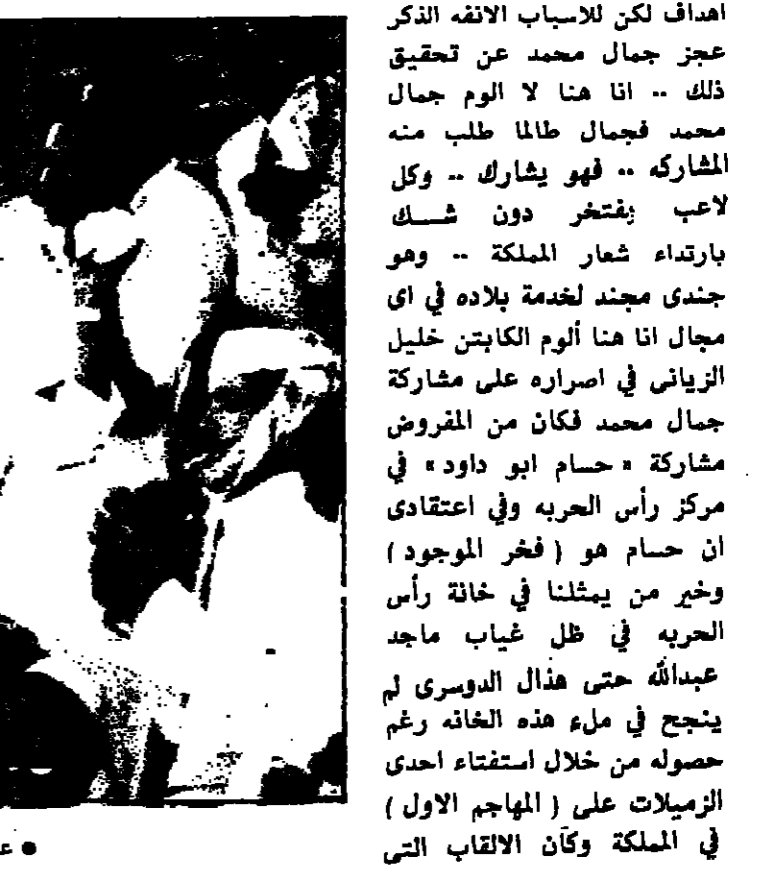 اهداف لكن للاسباب الانفه الذكر
عجز جمال محمد عن تحقيق
ذلك .. انا هنا لا الوم جمال
محمد فجمال طالما طلب منه
المشاركه .. فهو يشارك .. وكل
لاعب يفتخر دون شــك
بارتداء شعار المملكة .. وهو
جندى مجند لخدمة بلاده في اى
مجال انا هنا ألوم الكابتن خليل
الزيانى في اصراره على مشاركة
جمال محمد فكان من المفروض
مشاركة « حسام ابو داود » في
مركز رأس الحربه وفي اعتقادى
ان حسام هو ( فخر الموجود )
وخير من يمثلنا في خانة رأس
الحربه في ظل غياب ماجد
عبدالله حتى هذال الدوسرى لم
ينجح في ملء هذه الخانه رغم
حصوله من خلال استفتاء احدى
الزميلات على ( المهاجم الاول )
في المملكة وكآن الالقاب التى